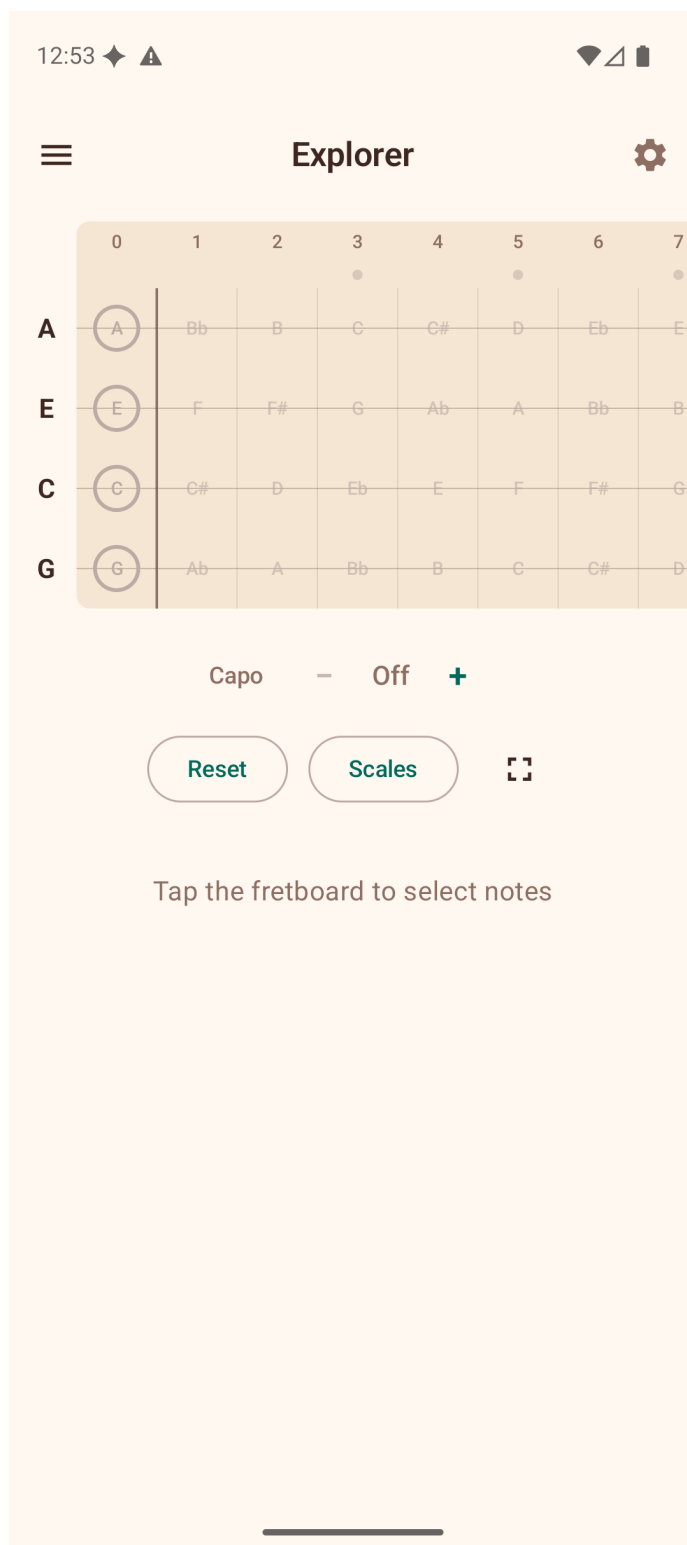 12:53
Explorer
0 1 2 3 4 5 6 7
A A Bb B C C# D Eb E
E E F F# G Ab A Bb B
C C C# D Eb E F F# G
G G Ab A Bb B C C# D
Capo − Off +
Reset Scales
Tap the fretboard to select notes